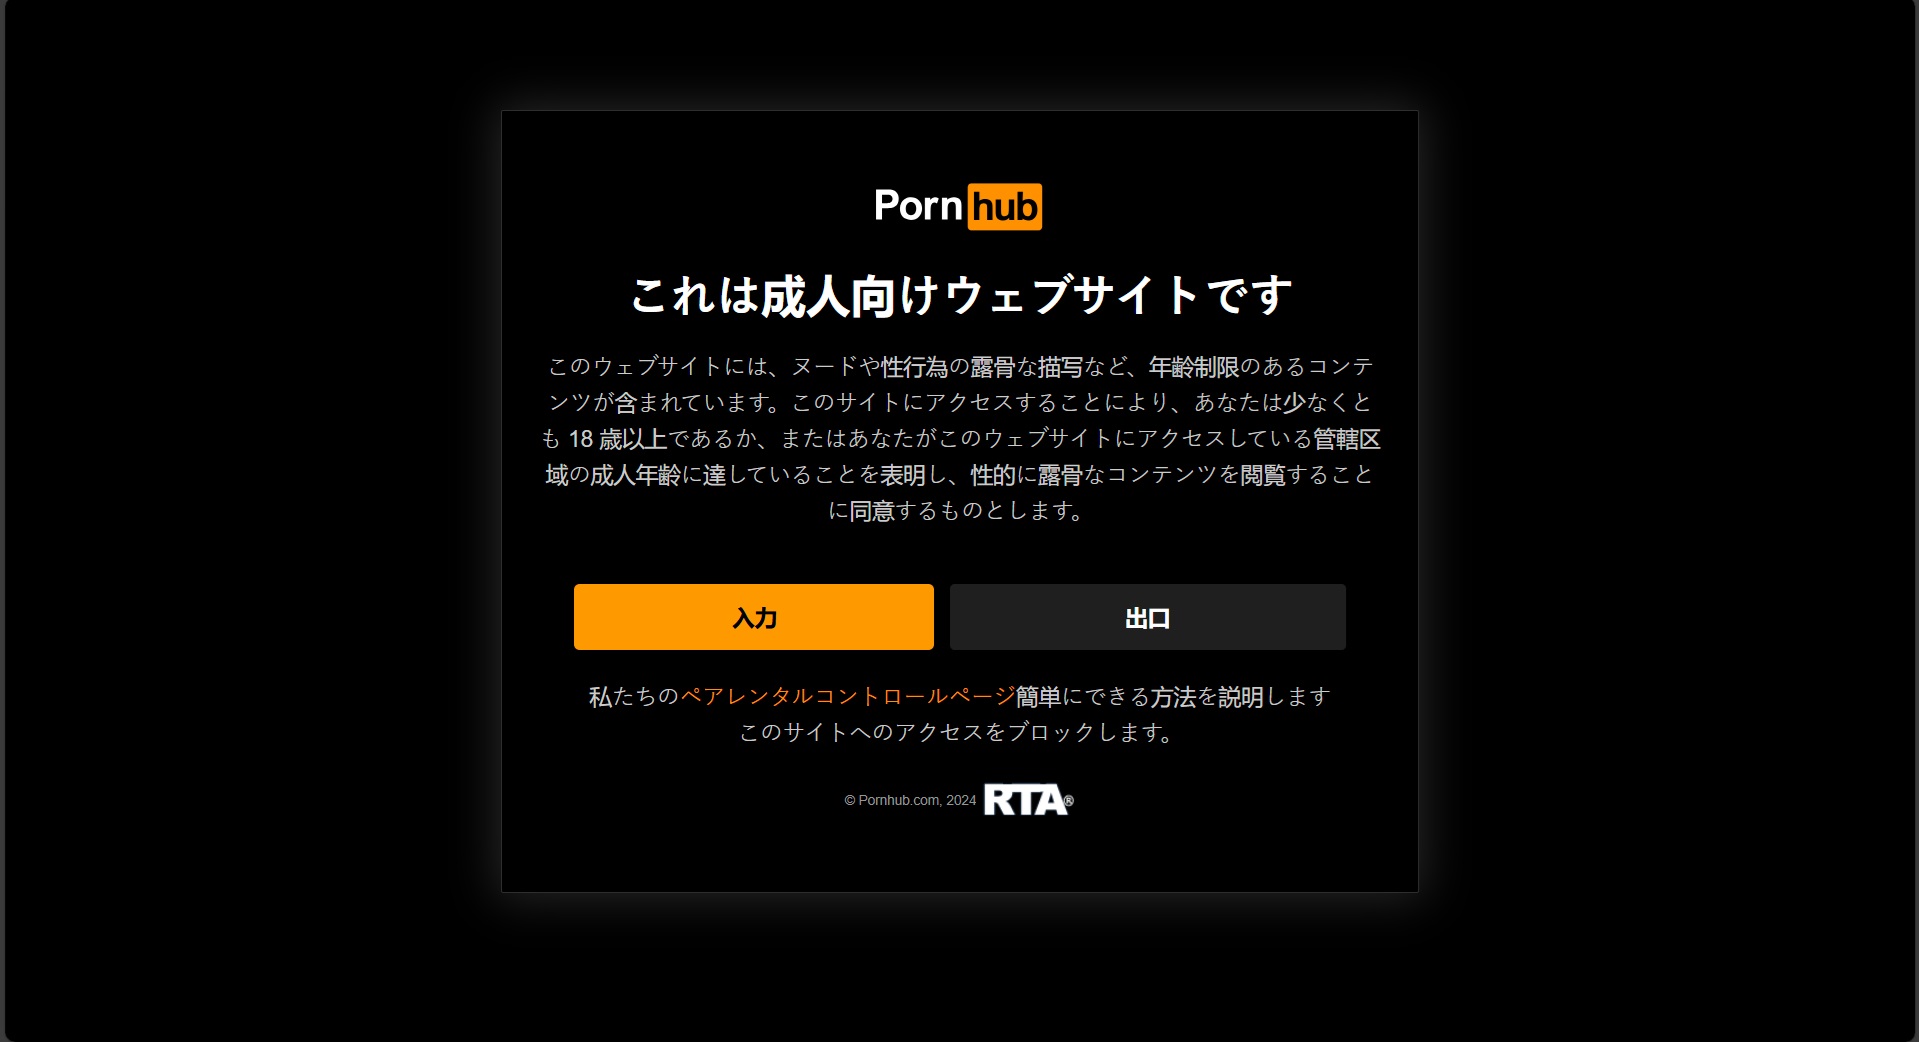 Pornhub
これは成人向けウェブサイトです
このウェブサイトには、ヌードや性行為の露骨な描写など、年齢制限のあるコンテ
ンツが含まれています。このサイトにアクセスすることにより、あなたは少なくと
も 18 歳以上であるか、またはあなたがこのウェブサイトにアクセスしている管轄区
域の成人年齢に達していることを表明し、性的に露骨なコンテンツを閲覧すること
に同意するものとします。
入力
出口
私たちのペアレンタルコントロールページ簡単にできる方法を説明します
このサイトへのアクセスをブロックします。
© Pornhub.com, 2024 RTA®